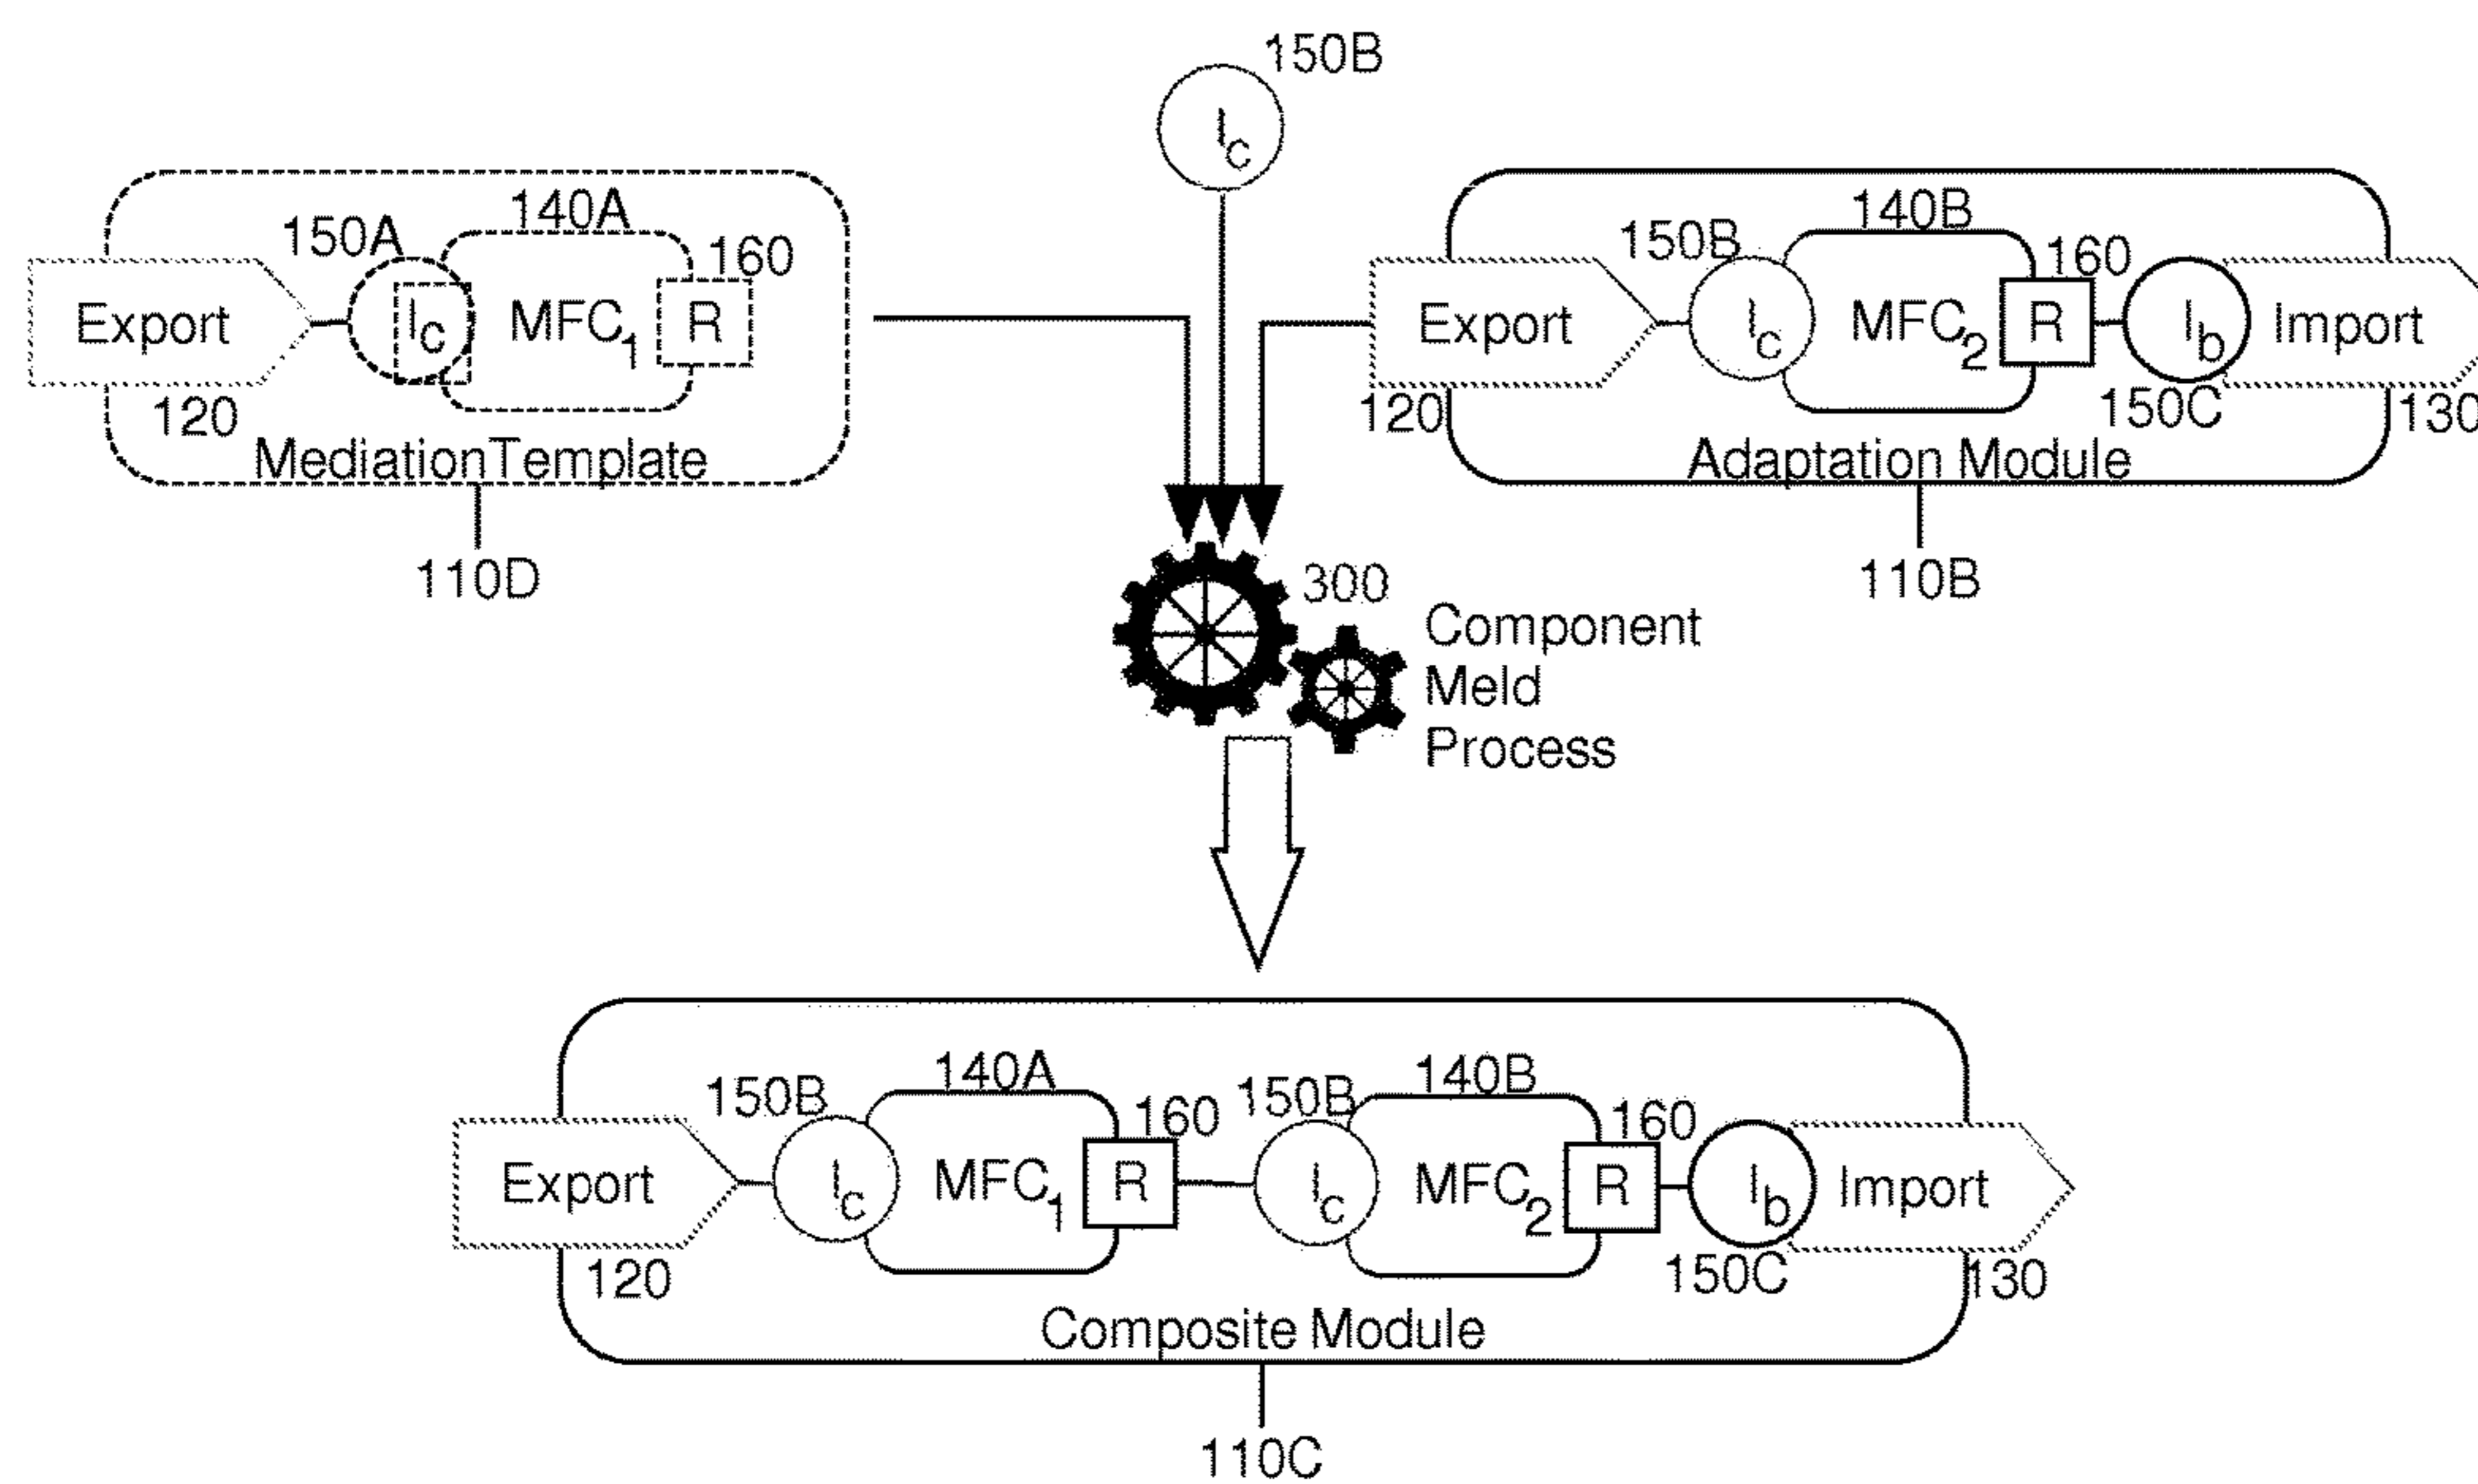 150B
Ic
150A
140A
160
Export
Ic
MFC1
R
120
MediationTemplate
110D
150B
140B
160
Export
Ic
MFC2
R
Ib
Import
120
150C
130
Adaptation Module
110B
300
Component
Meld
Process
150B
140A
160
150B
140B
160
Export
Ic
MFC1
R
Ic
MFC2
R
Ib
Import
120
150C
130
Composite Module
110C